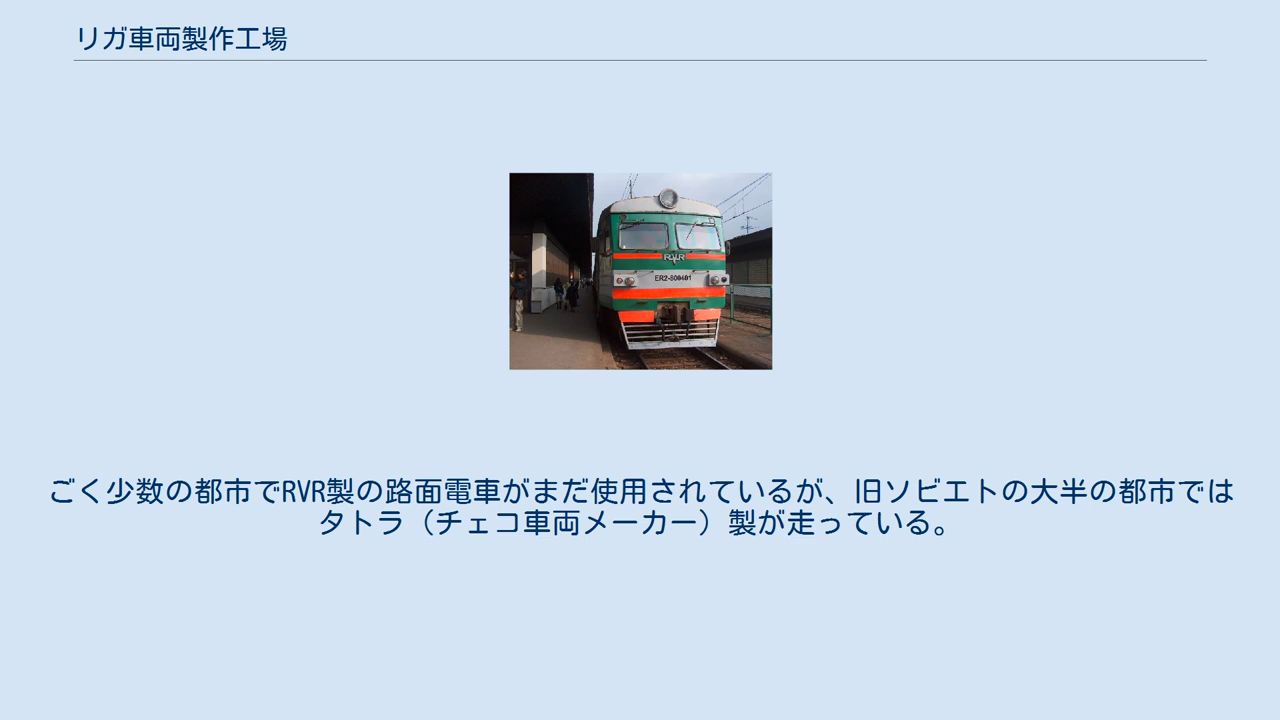 リガ車両製作工場
RVR
ER2-800401
ごく少数の都市でRVR製の路面電車がまだ使用されているが、旧ソビエトの大半の都市では
タトラ（チェコ車両メーカー）製が走っている。